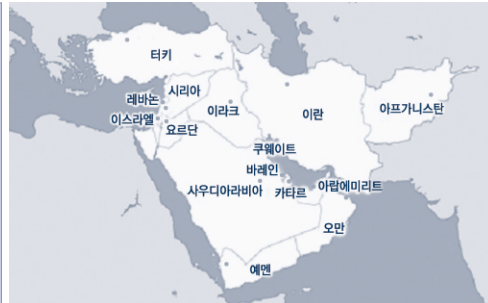 터키
시리아
레바논
이라크
이란
아프가니스탄
이스라엘
요르단
쿠웨이트
바레인
사우디아라비아
카타르
아랍에미리트
오만
예멘